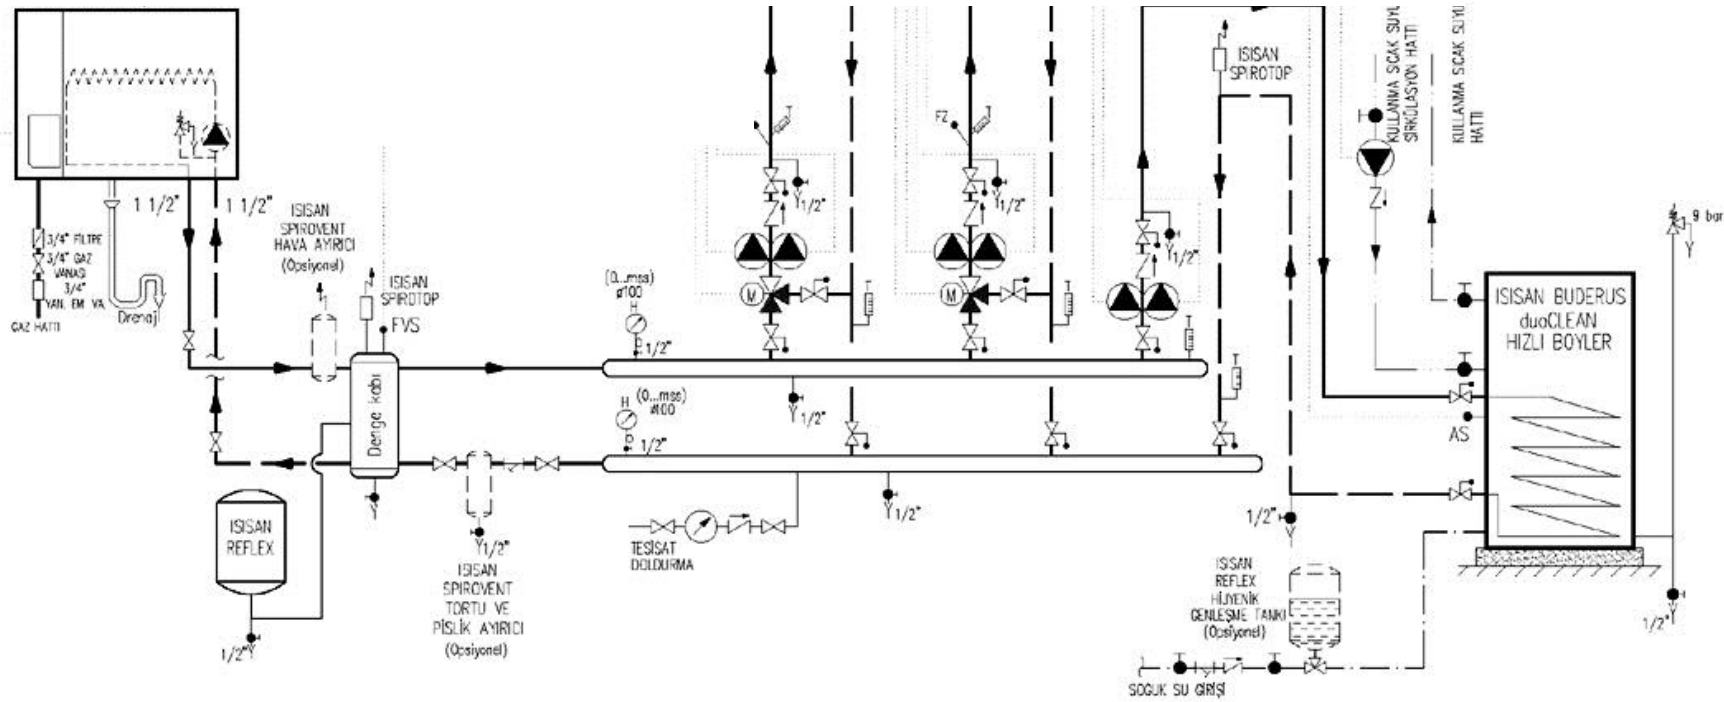 1 1/2"
1 1/2"
3/4" FİLTRE
3/4" GAZ
VANASI
3/4"
YAN. EM VA.
GAZ HATTI
Drenaj
ISISAN
SPIROVENT
HAVA AYIRICI
(Opsiyonel)
ISISAN
SPIROTOP
FVS
Denge kabı
ISISAN
REFLEX
1/2"
1/2"
ISISAN
SPIROVENT
TORTU VE
PİSLİK AYIRICI
(Opsiyonel)
(0...mss)
ø100
H
1/2"
H
(0...mss)
ø100
1/2"
TESİSAT
DOLDURMA
1/2"
1/2"
T
1/2"
M
T
FZ
T
1/2"
M
T
1/2"
T
T
ISISAN
SPIROTOP
KULLANMA SICAK SUYU
SİRKÜLASYON HATTI
KULLANMA SICAK SUYU
HATTI
9 bar
ISISAN BUDERUS
duoCLEAN
HIZLI BOYLER
AS
1/2"
1/2"
ISISAN
REFLEX
HİJYENİK
GENLEŞME TANKI
(Opsiyonel)
SOĞUK SU GİRİŞİ